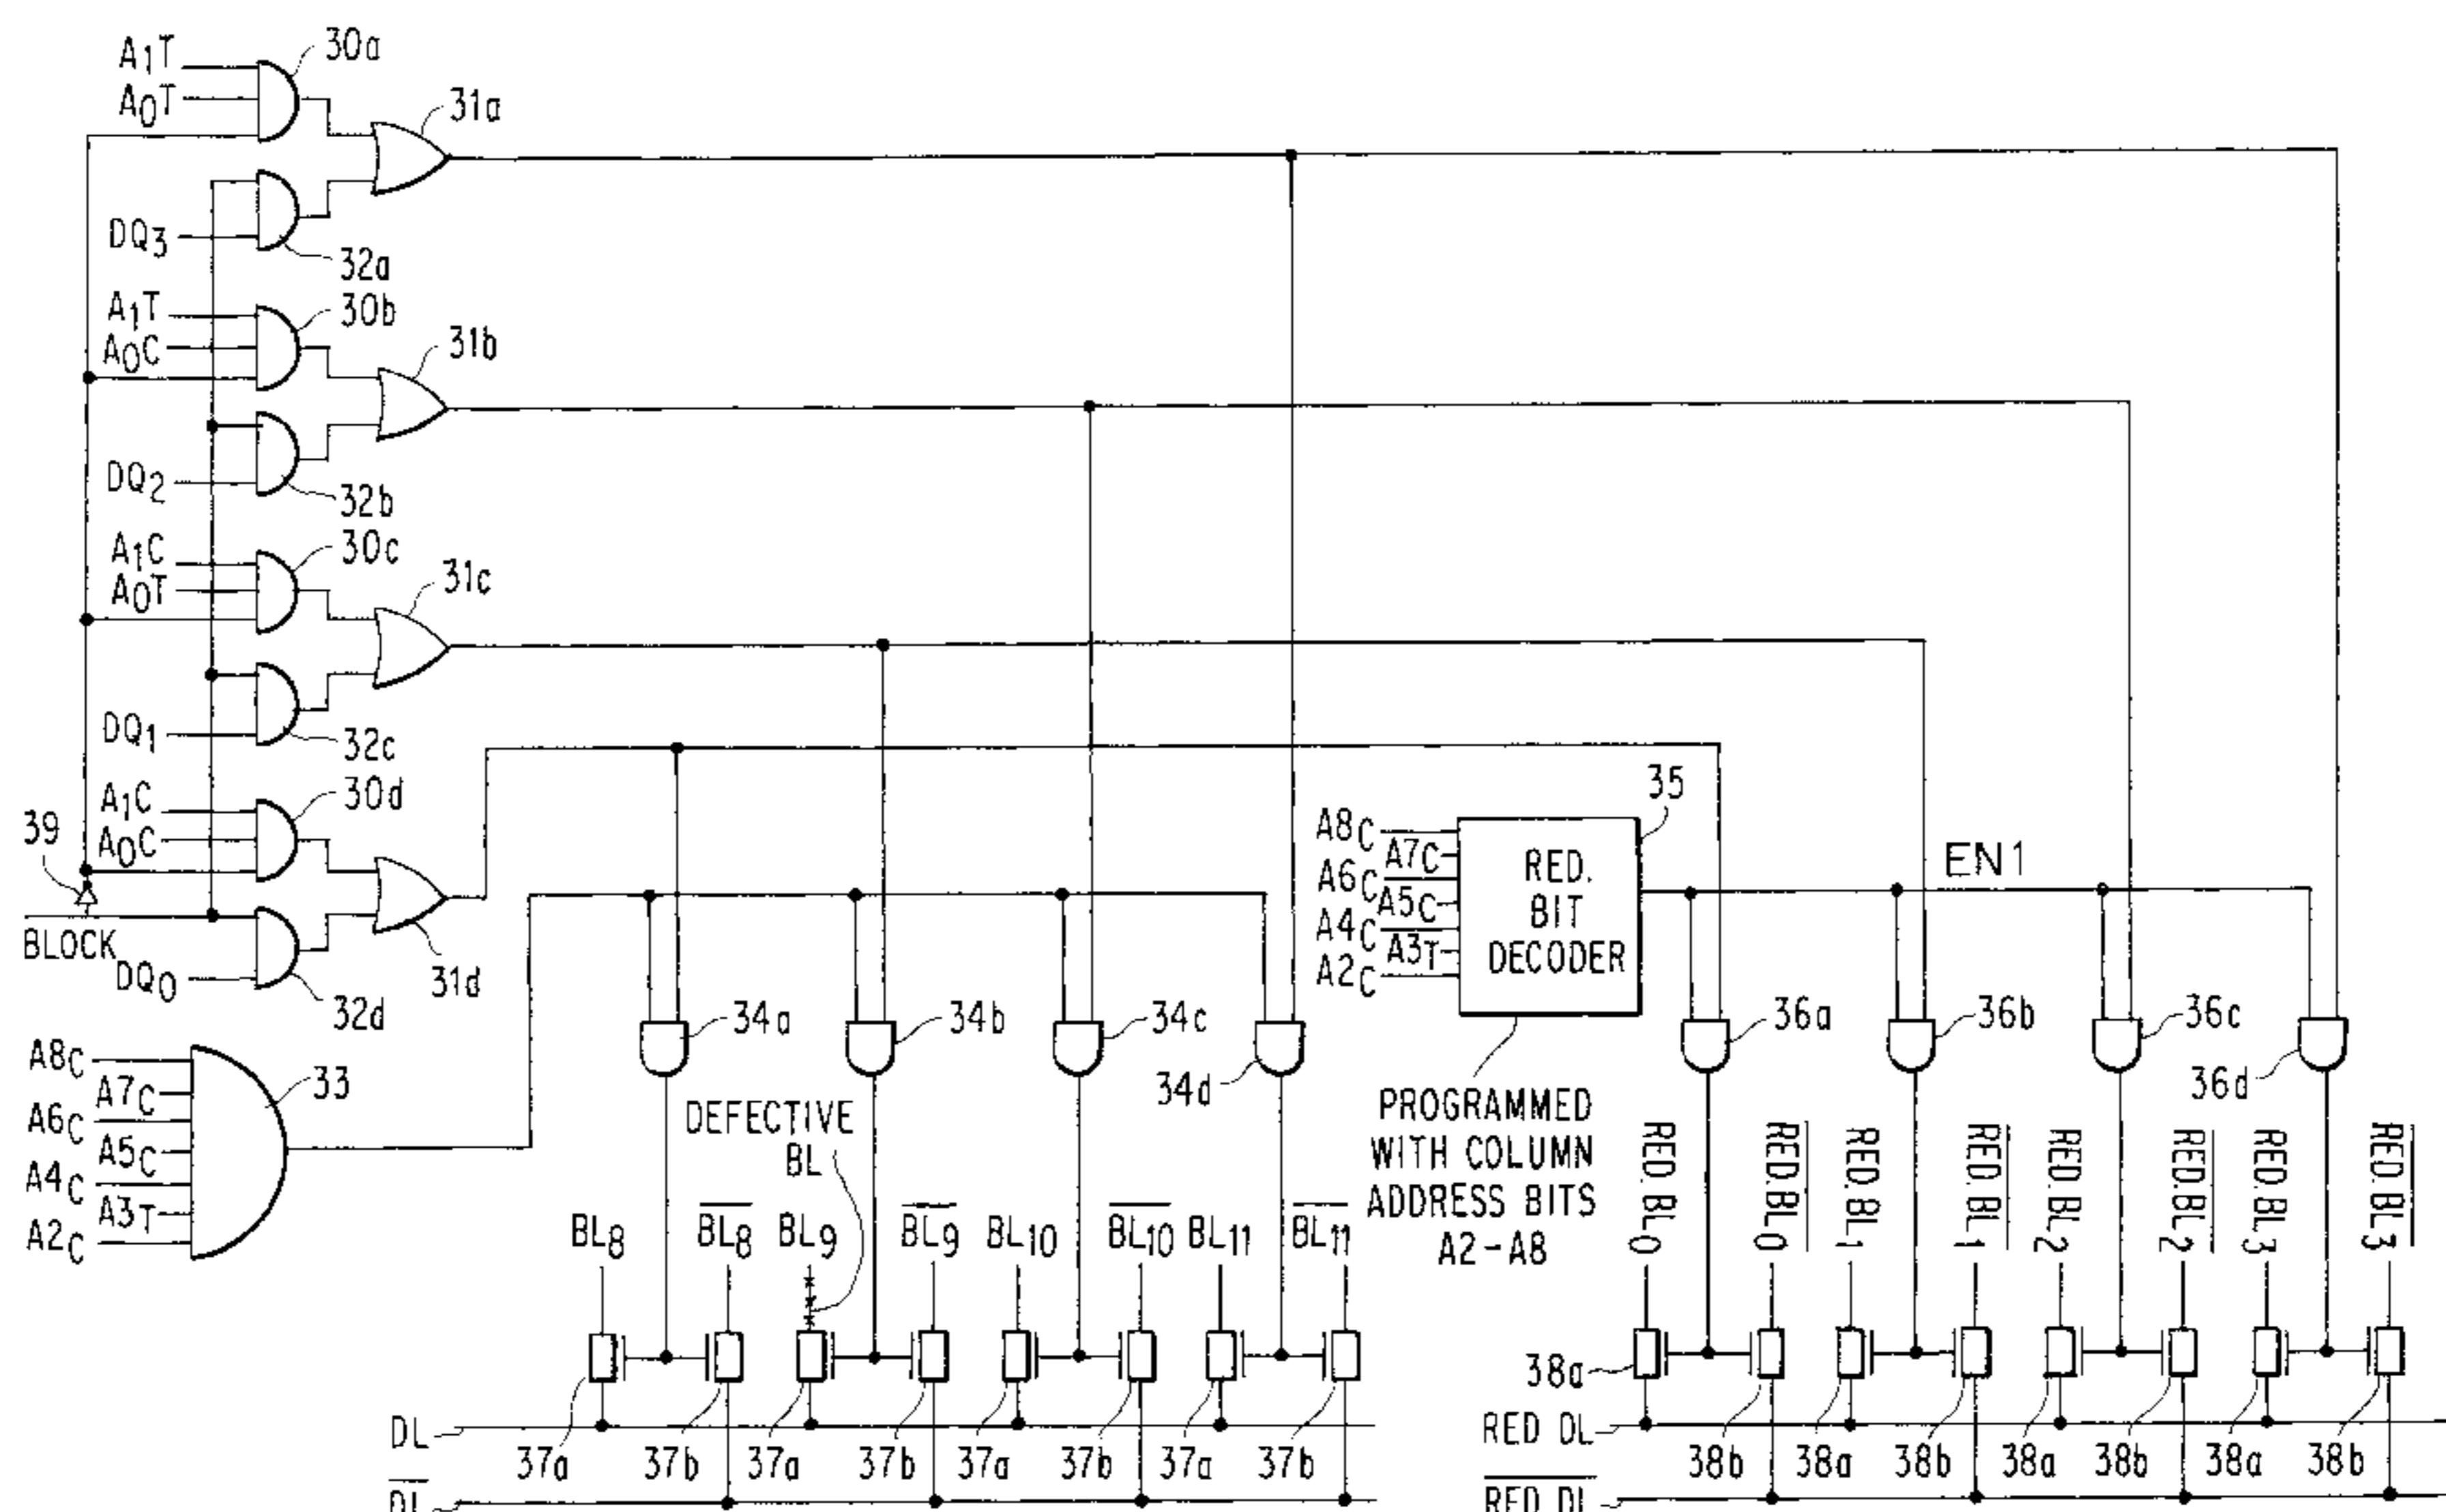 A1T
A0T
30a
31a
DQ3
32a
A1T
A0C
30b
31b
DQ2
32b
A1C
A0T
30c
31c
DQ1
32c
A1C
A0C
30d
39
BLOCK
DQ0
32d
31d
A8C
A7C
A6C
A5C
A4C
A3T
A2C
33
34a
34b
34c
34d
DEFECTIVE
BL
BL8
BL8
BL9
BL9
BL10
BL10
BL11
BL11
37a
37b
37a
37b
37a
37b
37a
37b
DL
DL
A8C
A7C
A6C
A5C
A4C
A3T
A2C
RED.
BIT
DECODER
35
EN1
PROGRAMMED
WITH COLUMN
ADDRESS BITS
A2-A8
36a
36b
36c
36d
RED.BL0
RED.BL0
RED.BL1
RED.BL1
RED.BL2
RED.BL2
RED.BL3
RED.BL3
38a
38b
38a
38b
38a
38b
38a
38b
RED DL
RED DL